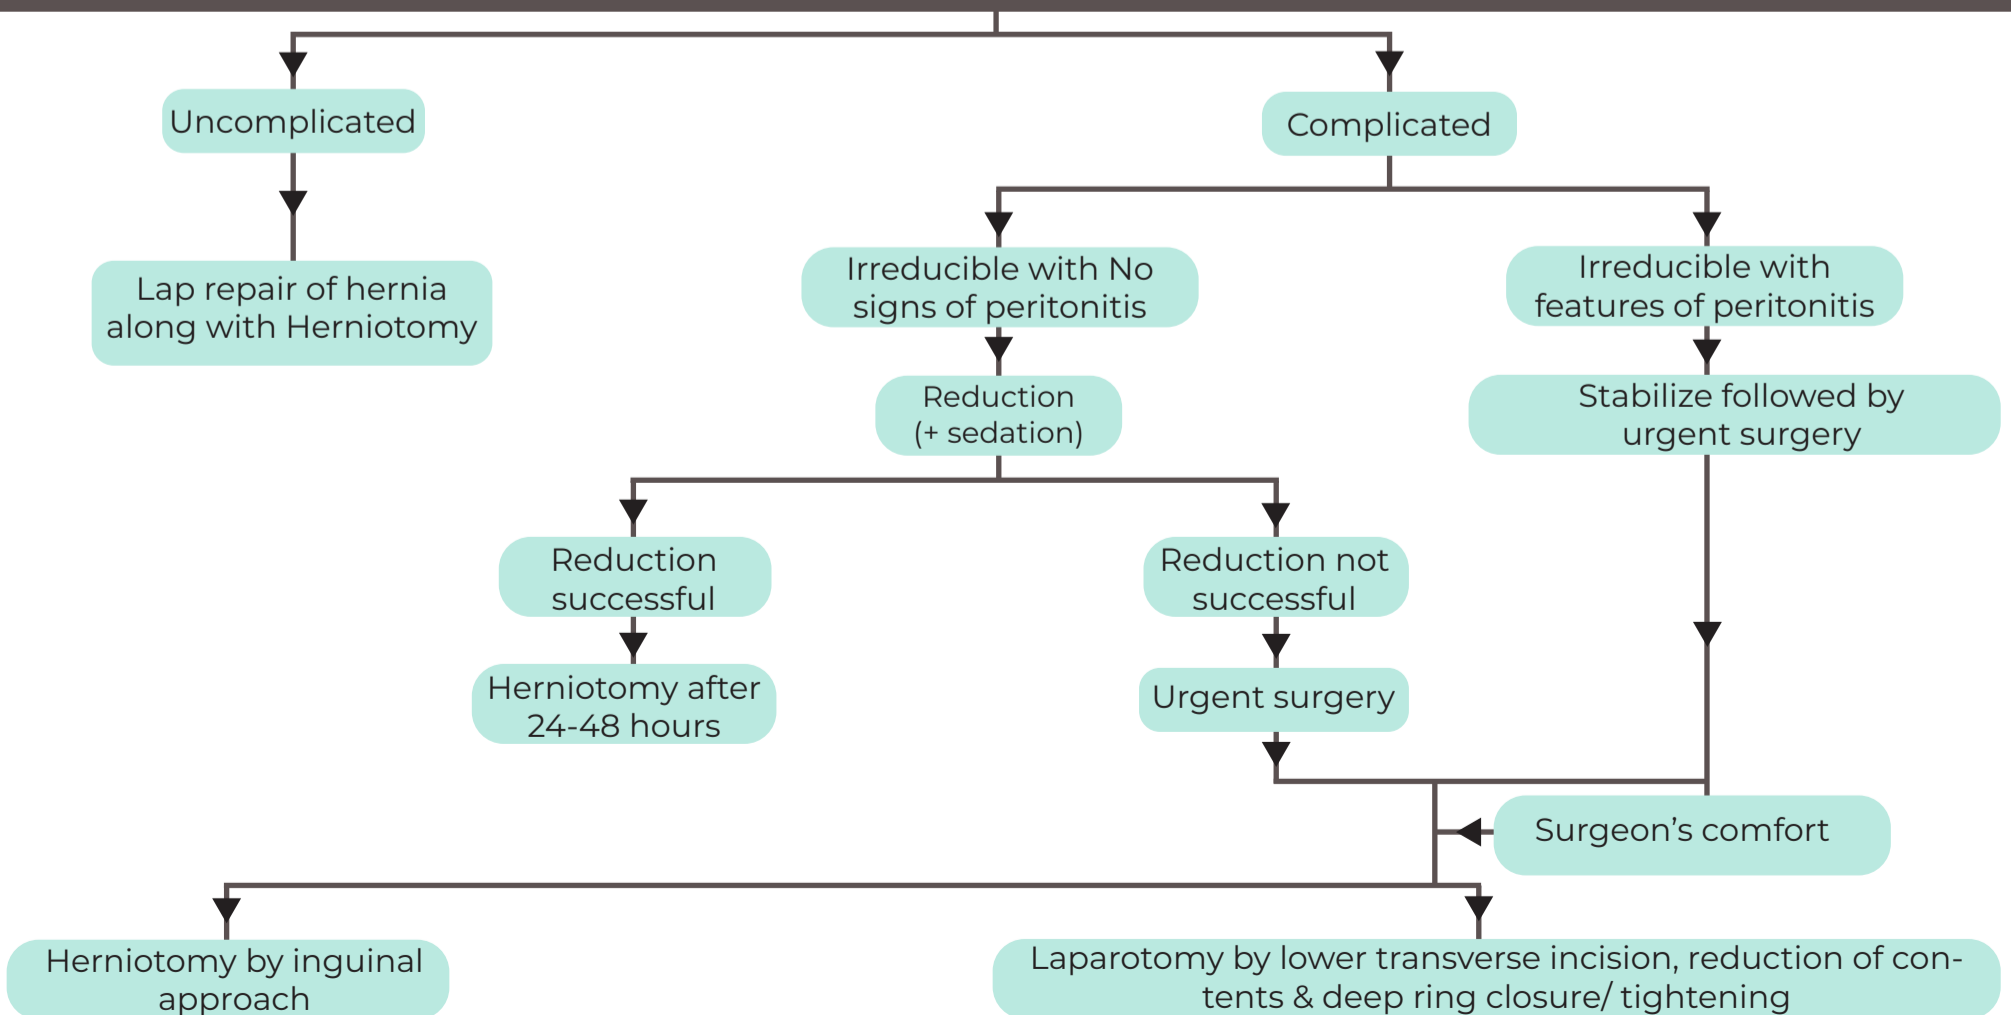 Uncomplicated
Complicated
Lap repair of hernia
along with Herniotomy
Irreducible with No
signs of peritonitis
Irreducible with
features of peritonitis
Reduction
(+ sedation)
Stabilize followed by
urgent surgery
Reduction
successful
Reduction not
successful
Herniotomy after
24-48 hours
Urgent surgery
Surgeon’s comfort
Herniotomy by inguinal
approach
Laparotomy by lower transverse incision, reduction of con-
tents & deep ring closure/ tightening